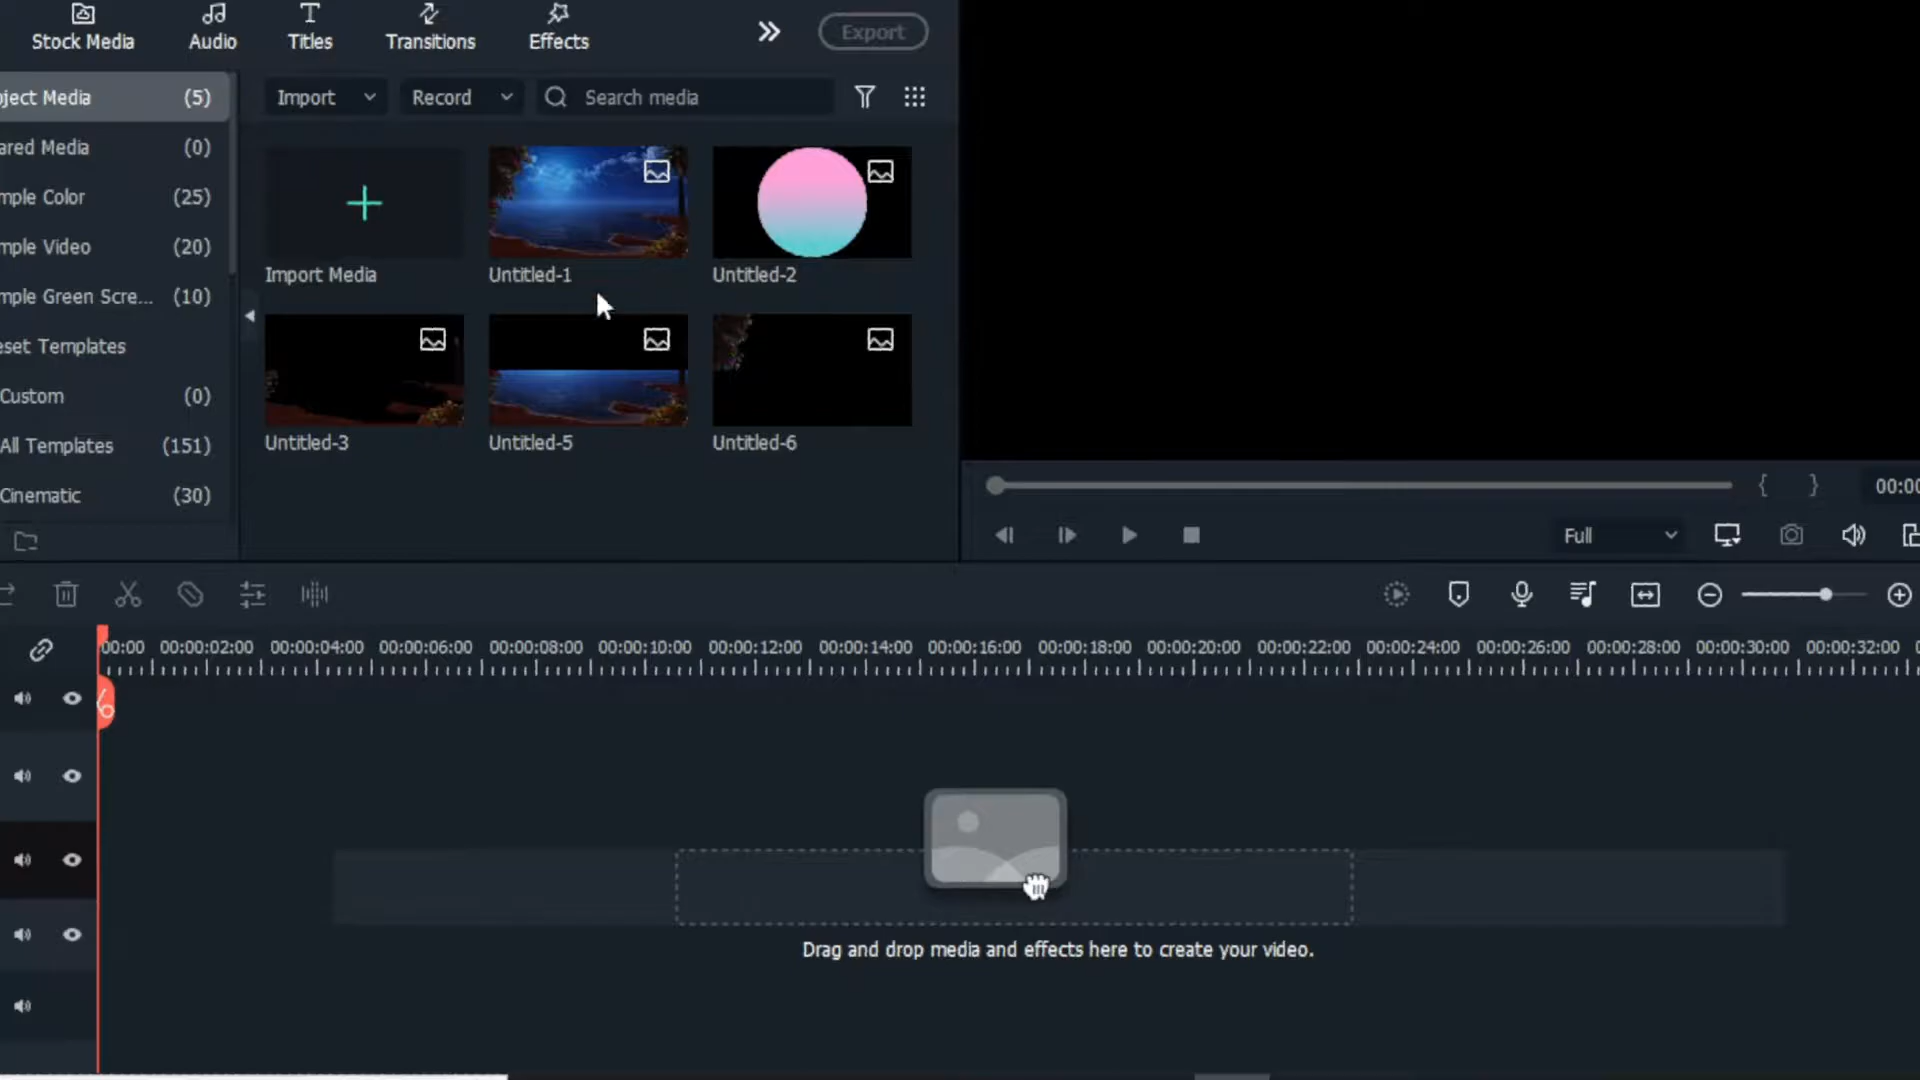 Stock Media
Audio
Titles
Transitions
Effects
Export
ject Media (5)
ared Media (0)
mple Color (25)
mple Video (20)
mple Green Scre... (10)
eset Templates
Custom (0)
All Templates (151)
Cinematic (30)
Import
Record
Search media
Import Media
Untitled-1
Untitled-2
Untitled-3
Untitled-5
Untitled-6
{ }
00:00
Full
00:00 00:00:02:00 00:00:04:00 00:00:06:00 00:00:08:00 00:00:10:00 00:00:12:00 00:00:14:00 00:00:16:00 00:00:18:00 00:00:20:00 00:00:22:00 00:00:24:00 00:00:26:00 00:00:28:00 00:00:30:00 00:00:32:00
Drag and drop media and effects here to create your video.